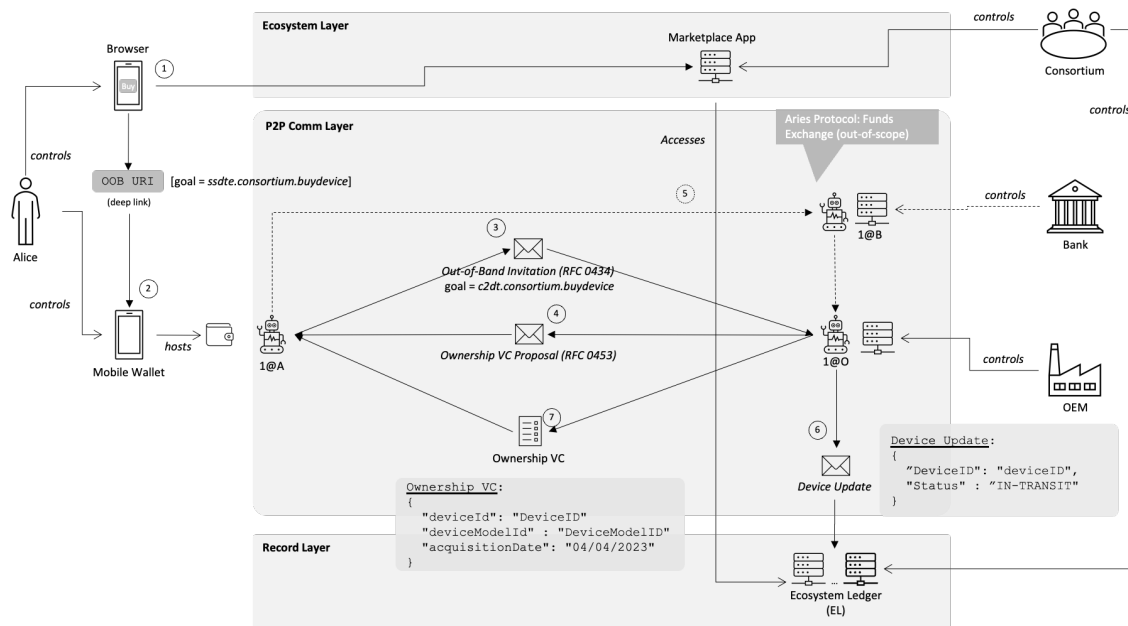 Ecosystem Layer
controls
Marketplace App
Consortium
Browser
1
Buy
controls
P2P Comm Layer
Aries Protocol: Funds
Exchange (out-of-scope)
Accesses
controls
OOB URI
[goal = ssdte.consortium.buydevice]
(deep link)
5
controls
1@B
Bank
Alice
3
Out-of-Band Invitation (RFC 0434)
goal = c2dt.consortium.buydevice
2
controls
4
hosts
Mobile Wallet
Ownership VC Proposal (RFC 0453)
1@A
1@O
controls
OEM
7
6
Ownership VC
Device Update
Device Update:
{
”DeviceID": "deviceID",
"Status" : ”IN-TRANSIT"
}
Ownership VC:
{
"deviceId": "DeviceID"
"deviceModelId" : "DeviceModelID"
"acquisitionDate": "04/04/2023"
}
Record Layer
...
Ecosystem Ledger
(EL)